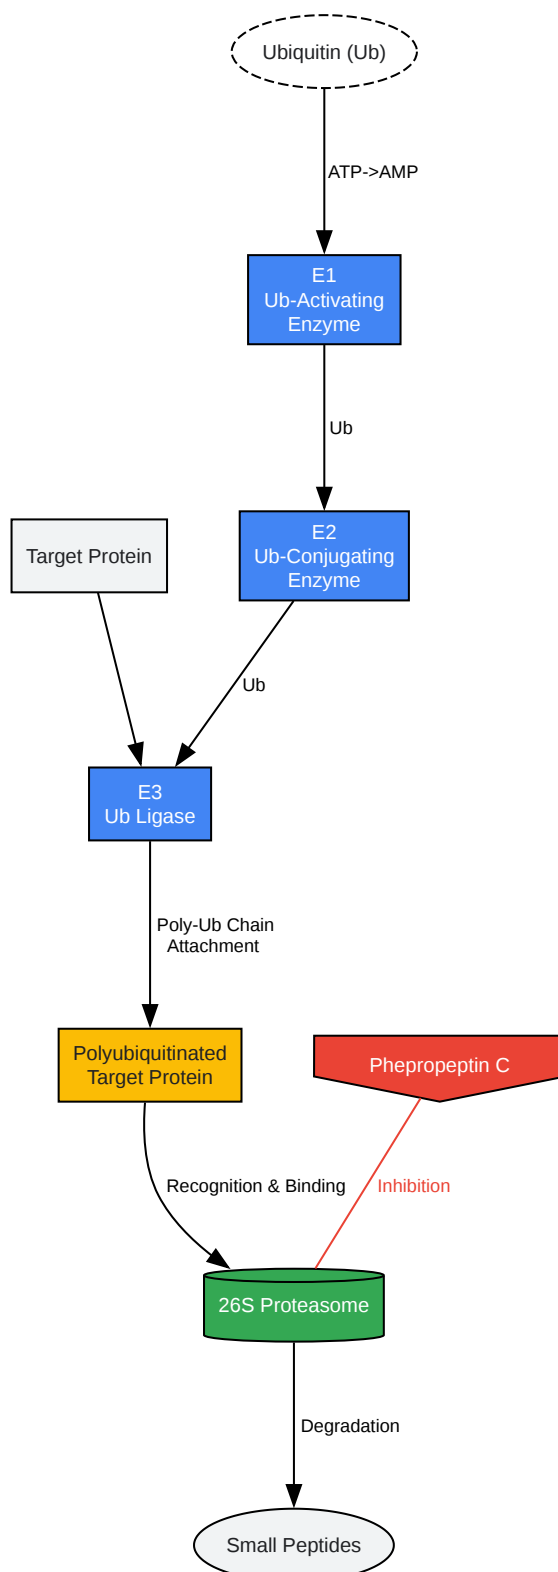 Ubiquitin (Ub)
ATP->AMP
E1
Ub-Activating
Enzyme
Ub
Target Protein
E2
Ub-Conjugating
Enzyme
Ub
E3
Ub Ligase
Poly-Ub Chain
Attachment
Polyubiquitinated
Target Protein
Phepropeptin C
Recognition & Binding
Inhibition
26S Proteasome
Degradation
Small Peptides